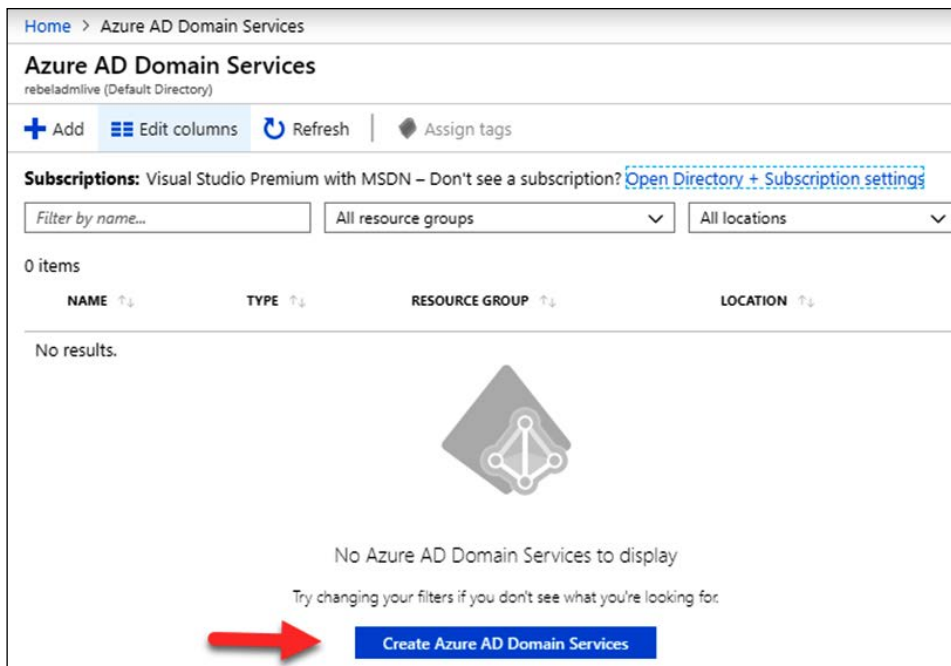 Home > Azure AD Domain Services
Azure AD Domain Services
rebeladmlive (Default Directory)
Add Edit columns Refresh Assign tags
Subscriptions: Visual Studio Premium with MSDN – Don't see a subscription? Open Directory + Subscription settings
Filter by name... All resource groups All locations
0 items
NAME TYPE RESOURCE GROUP LOCATION
No results.
No Azure AD Domain Services to display
Try changing your filters if you don't see what you're looking for.
Create Azure AD Domain Services